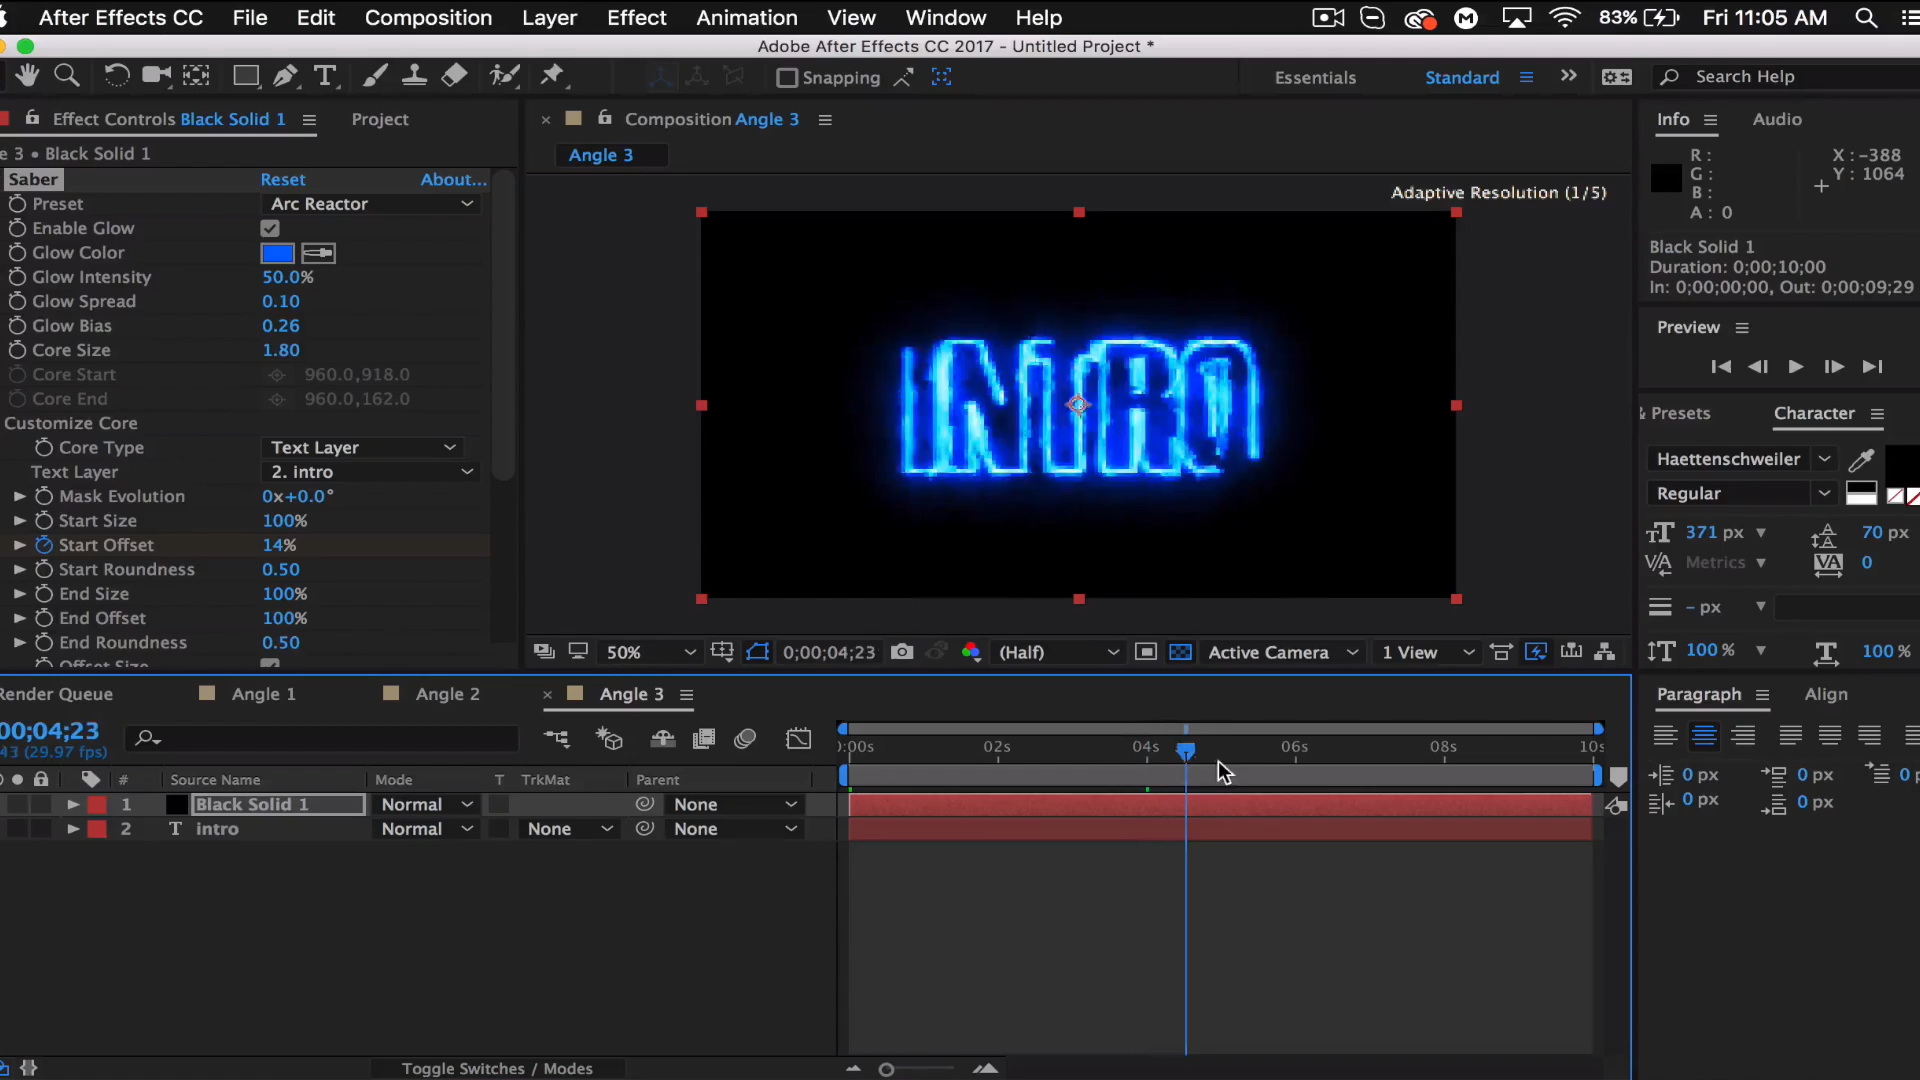 After Effects CC File Edit Composition Layer Effect Animation View Window Help 83% Fri 11:05 AM
Adobe After Effects CC 2017 - Untitled Project *
Snapping Essentials Standard Search Help
Effect Controls Black Solid 1 Project
e 3 • Black Solid 1
Saber Reset About...
Preset Arc Reactor
Enable Glow
Glow Color
Glow Intensity 50.0%
Glow Spread 0.10
Glow Bias 0.26
Core Size 1.80
Core Start 960.0,918.0
Core End 960.0,162.0
Customize Core
Core Type Text Layer
Text Layer 2. intro
Mask Evolution 0x+0.0°
Start Size 100%
Start Offset 14%
Start Roundness 0.50
End Size 100%
End Offset 100%
End Roundness 0.50
Offset Size
Composition Angle 3
Angle 3
Adaptive Resolution (1/5)
INTRO
50% 0;00;04;23 (Half) Active Camera 1 View
Info Audio
R: X: -388
G: Y: 1064
B:
A: 0
Black Solid 1
Duration: 0;00;10;00
In: 0;00;00;00, Out: 0;00;09;29
Preview
& Presets Character
Haettenschweiler
Regular
371 px 70 px
Metrics 0
- px
100 % 100 %
Paragraph Align
0 px 0 px 0
0 px 0 px
Render Queue Angle 1 Angle 2 Angle 3
00;04;23
43 (29.97 fps)
:00s 02s 04s 06s 08s 10s
# Source Name Mode T TrkMat Parent
1 Black Solid 1 Normal None
2 T intro Normal None None
Toggle Switches / Modes